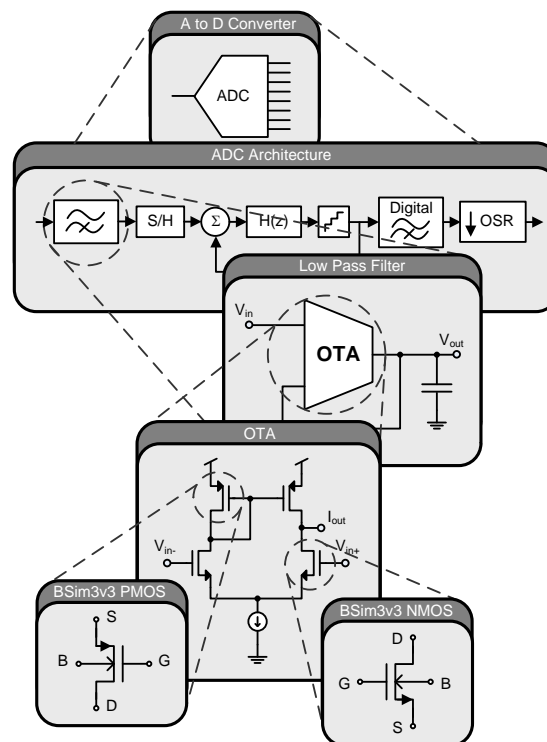 A to D Converter
ADC
ADC Architecture
S/H
Σ
H(z)
Digital
OSR
Low Pass Filter
Vin
OTA
Vout
OTA
Iout
Vin-
Vin+
BSim3v3 PMOS
S
B
G
D
BSim3v3 NMOS
D
G
B
S